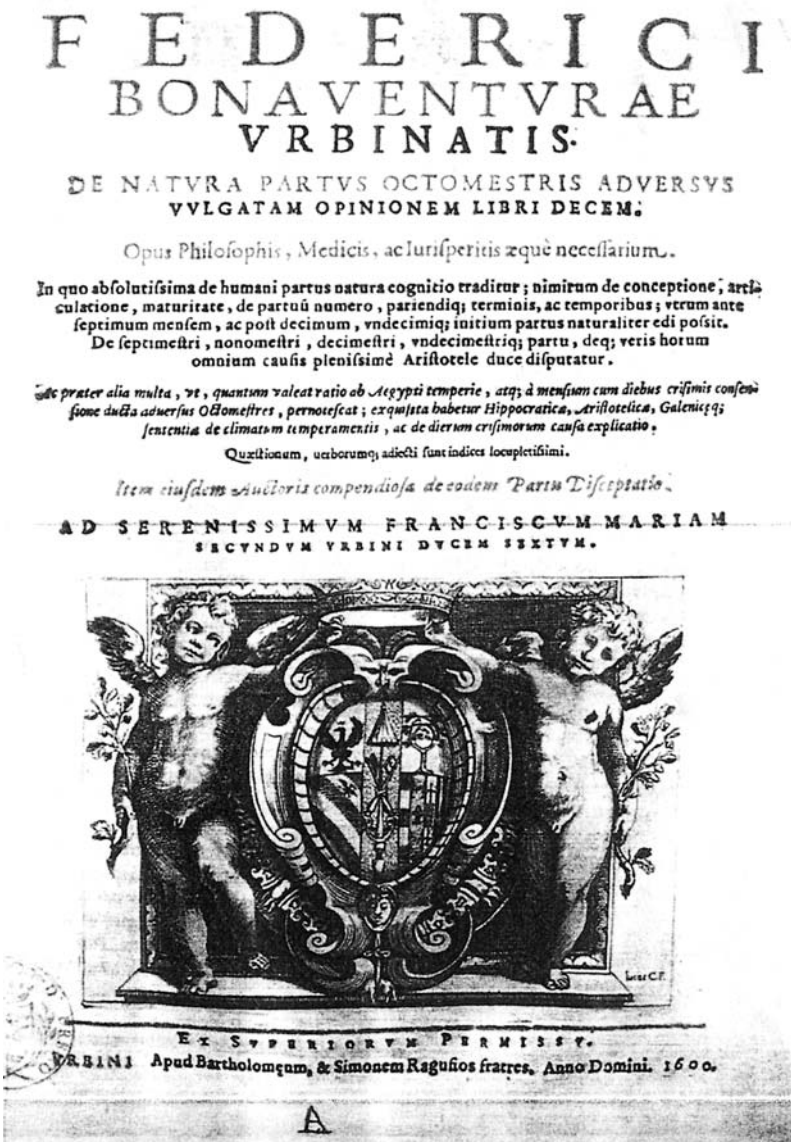 FEDERICI
BONAVENTVRAE
VRBINATIS.
DE NATVRA PARTVS OCTOMESTRIS ADVERSVS
VVLGATAM OPINIONEM LIBRI DECEM.
Opus Philoſophis, Medicis, ac Iuriſperitis æquè neceſſarium.
In quo abſolutiſsima de humani partus natura cognitio traditur; nimirum de conceptione, arti-
culatione, maturitate, de partuū numero, pariendiq; terminis, ac temporibus; vtrum ante
ſeptimum menſem, ac poſt decimum, vndecimiq; initium partus naturaliter edi poſsit.
De ſeptimeſtri, nonomeſtri, decimeſtri, vndecimeſtriq; partu, deq; veris horum
omnium cauſis pleniſsimè Ariſtotele duce diſputatur.
Ac præter alia multa, vt, quantum valeat ratio ab Aegypti temperie, atq; à menſium cum diebus criſimis conſen-
ſione ducta aduerſus Octomeſtres, pernoteſcat; exquiſita habetur Hippocratica, Ariſtotelica, Galenicęq;
ſententia de climatum temperamentis, ac de dierum criſimorum cauſa explicatio.
Quæſtionum, uerborumq; adiecti ſunt indices locupletiſsimi.
Item eiuſdem Auctoris compendioſa de eodem Partu Diſceptatio.
AD SERENISSIMVM FRANCISCVM MARIAM
SECVNDVM VRBINI DVCEM SEXTVM.
EX SVPERIORVM PERMISSV.
VRBINI Apud Bartholomęum, & Simonem Raguſios fratres. Anno Domini. 1600.
A